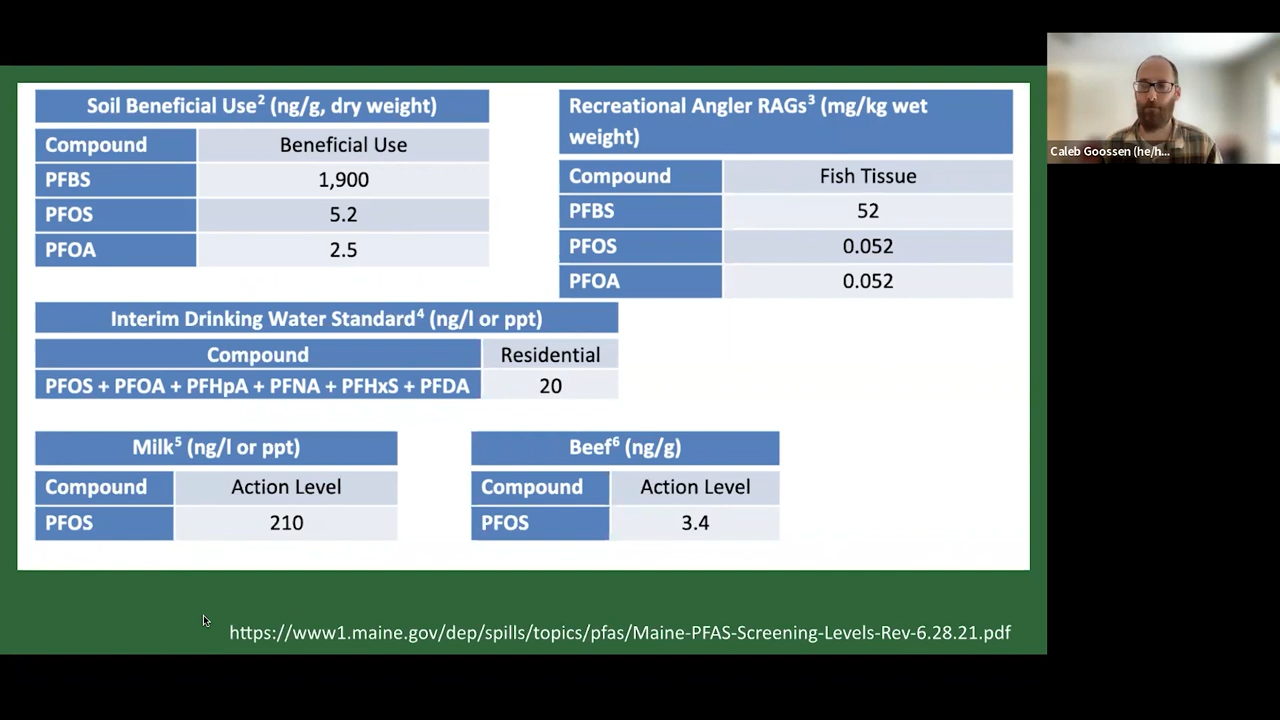 Soil Beneficial Use² (ng/g, dry weight)
Compound Beneficial Use
PFBS 1,900
PFOS 5.2
PFOA 2.5
Recreational Angler RAGs³ (mg/kg wet
weight)
Compound Fish Tissue
PFBS 52
PFOS 0.052
PFOA 0.052
Interim Drinking Water Standard⁴ (ng/l or ppt)
Compound Residential
PFOS + PFOA + PFHpA + PFNA + PFHxS + PFDA 20
Milk⁵ (ng/l or ppt)
Compound Action Level
PFOS 210
Beef⁶ (ng/g)
Compound Action Level
PFOS 3.4
https://www1.maine.gov/dep/spills/topics/pfas/Maine-PFAS-Screening-Levels-Rev-6.28.21.pdf
Caleb Goossen (he/h...